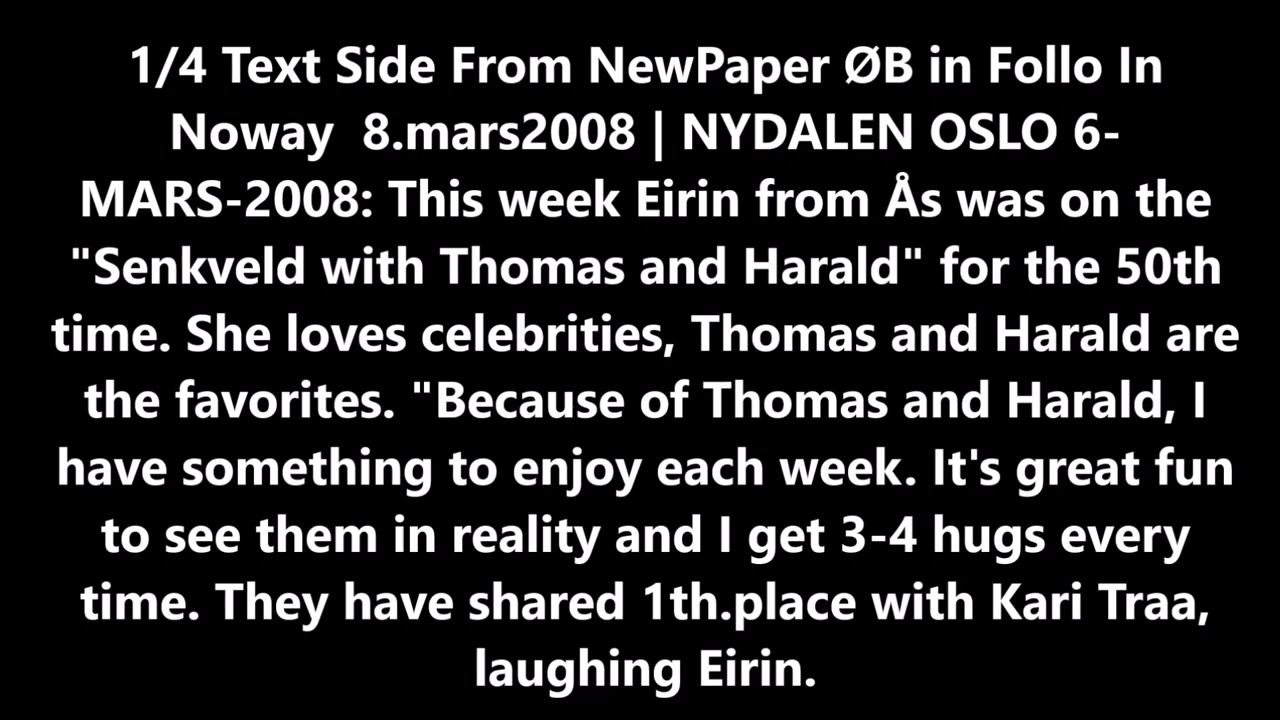 1/4 Text Side From NewPaper ØB in Follo In
Noway  8.mars2008 | NYDALEN OSLO 6-
MARS-2008: This week Eirin from Ås was on the
"Senkveld with Thomas and Harald" for the 50th
time. She loves celebrities, Thomas and Harald are
the favorites. "Because of Thomas and Harald, I
have something to enjoy each week. It's great fun
to see them in reality and I get 3-4 hugs every
time. They have shared 1th.place with Kari Traa,
laughing Eirin.